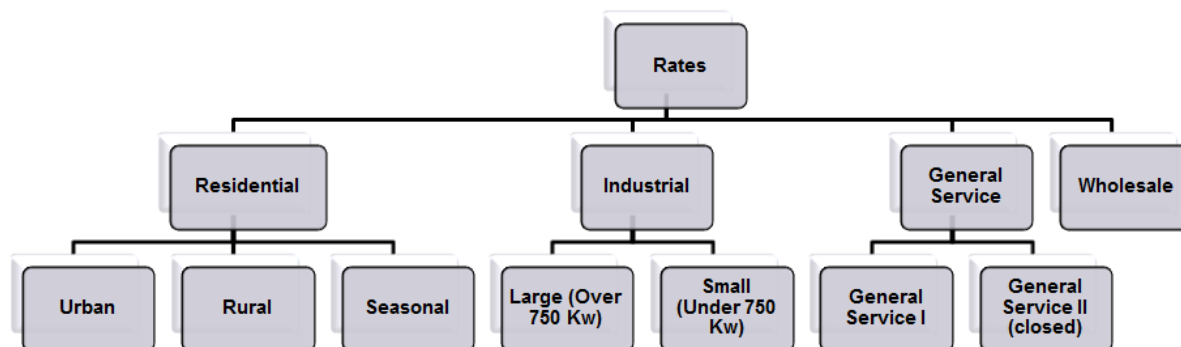 Rates
Residential
Industrial
General
Service
Wholesale
Urban
Rural
Seasonal
Large (Over
750 Kw)
Small
(Under 750
Kw)
General
Service I
General
Service II
(closed)